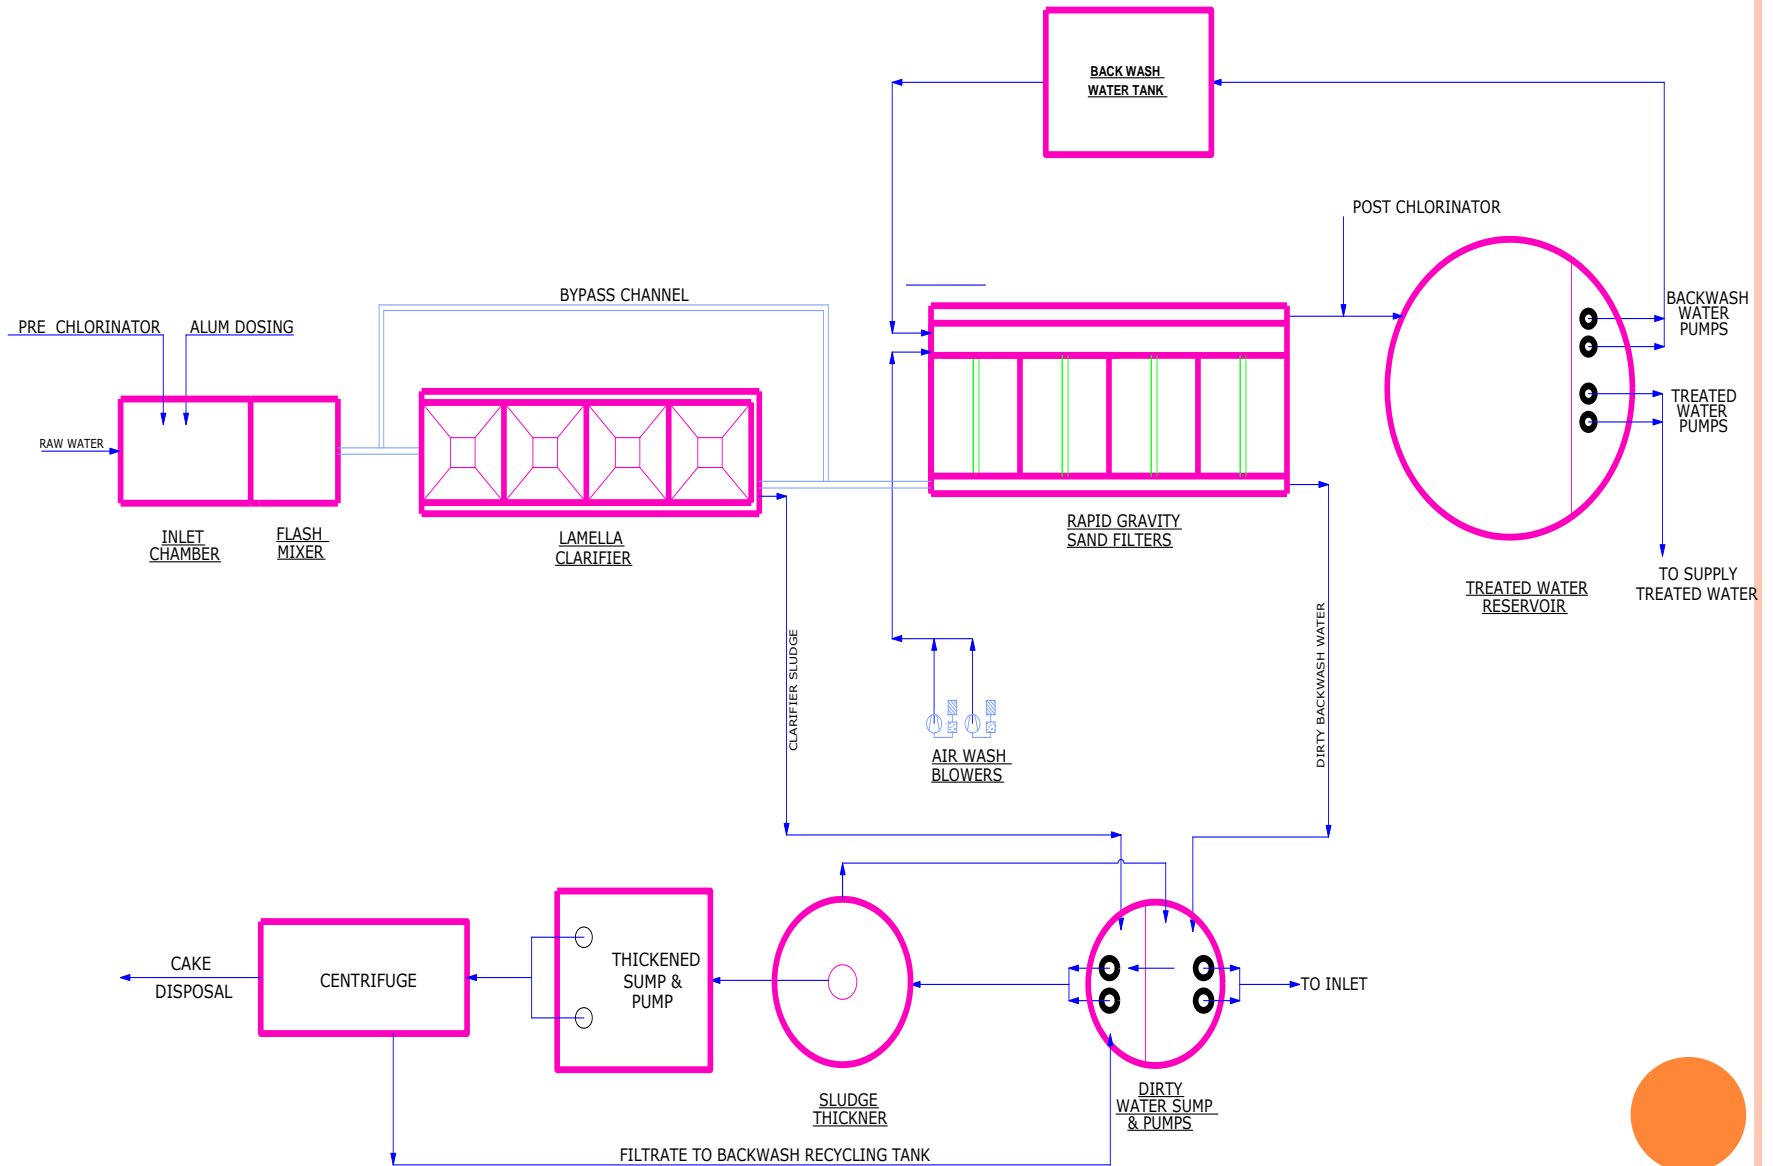 BACK WASH
WATER TANK
POST CHLORINATOR
BYPASS CHANNEL
BACKWASH
WATER
PUMPS
PRE CHLORINATOR
ALUM DOSING
TREATED
WATER
PUMPS
RAW WATER
INLET
CHAMBER
FLASH
MIXER
LAMELLA
CLARIFIER
RAPID GRAVITY
SAND FILTERS
TREATED WATER
RESERVOIR
TO SUPPLY
TREATED WATER
CLARIFIER SLUDGE
DIRTY BACKWASH WATER
AIR WASH
BLOWERS
CAKE
DISPOSAL
CENTRIFUGE
THICKENED
SUMP &
PUMP
TO INLET
SLUDGE
THICKNER
DIRTY
WATER SUMP
& PUMPS
FILTRATE TO BACKWASH RECYCLING TANK